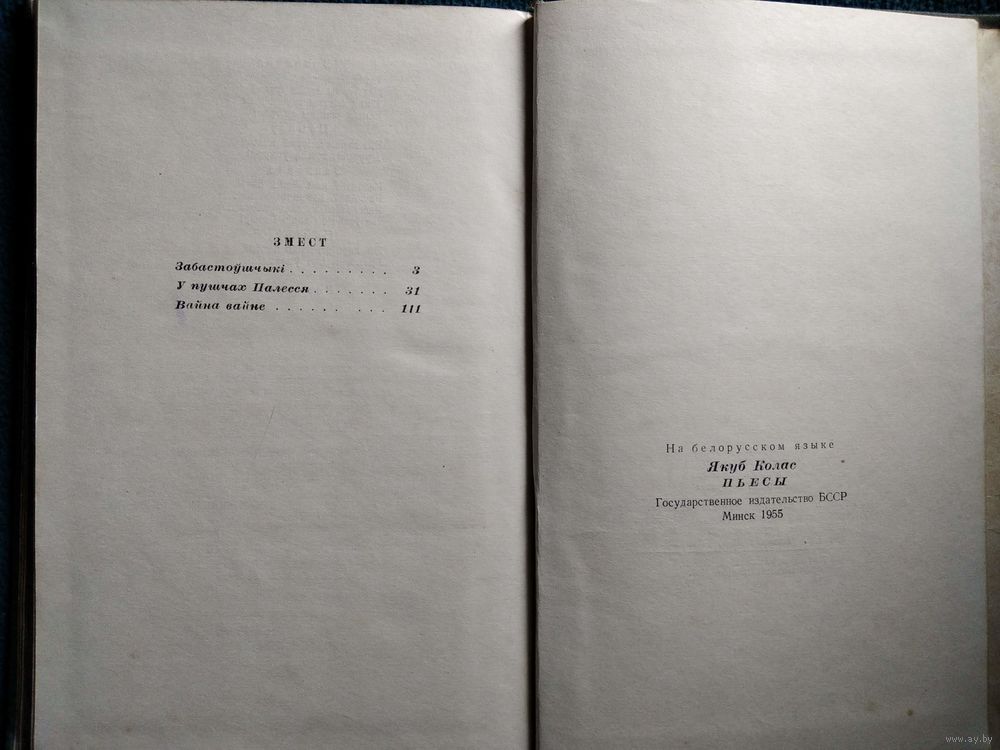 ЗМЕСТ
Забастоўшчыкі . . . . . . . . . 3
У пушчах Палесся . . . . . . . 31
Вайна вайне . . . . . . . . 111
На белорусском языке
Якуб Колас
ПЬЕСЫ
Государственное издательство БССР
Минск 1955
www.ay.by